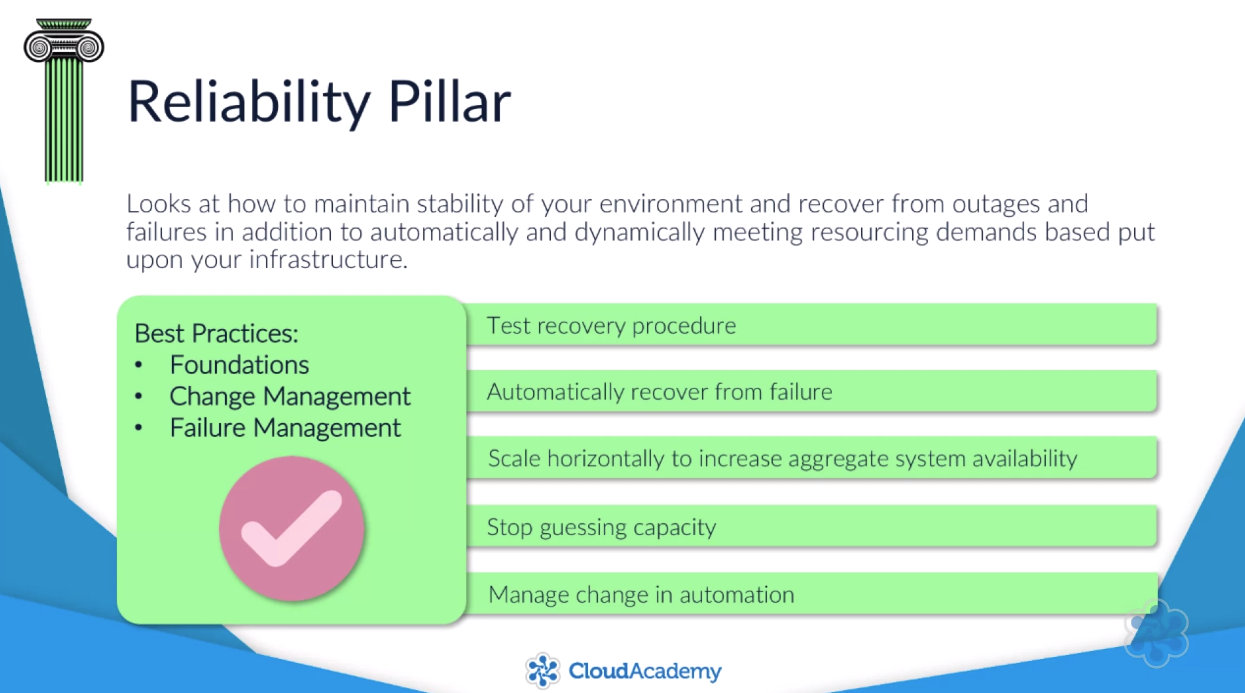 Reliability Pillar
Looks at how to maintain stability of your environment and recover from outages and
failures in addition to automatically and dynamically meeting resourcing demands based put
upon your infrastructure.
Best Practices:
• Foundations
• Change Management
• Failure Management
Test recovery procedure
Automatically recover from failure
Scale horizontally to increase aggregate system availability
Stop guessing capacity
Manage change in automation
CloudAcademy